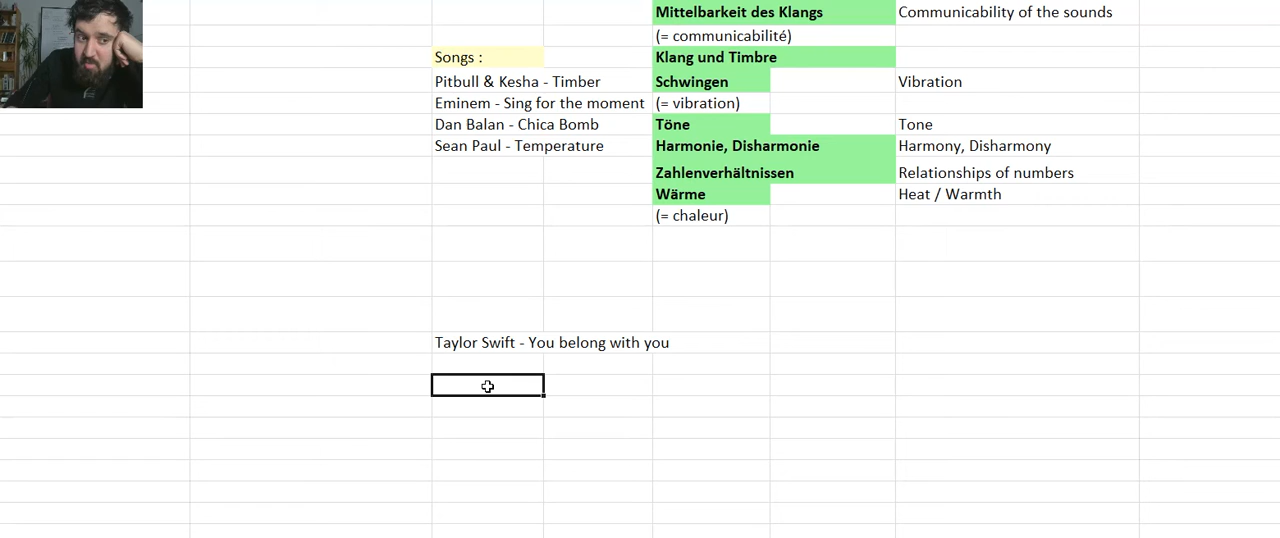 Mittelbarkeit des Klangs Communicability of the sounds
(= communicabilité)
Songs : Klang und Timbre
Pitbull & Kesha - Timber Schwingen Vibration
Eminem - Sing for the moment (= vibration)
Dan Balan - Chica Bomb Töne Tone
Sean Paul - Temperature Harmonie, Disharmonie Harmony, Disharmony
Zahlenverhältnissen Relationships of numbers
Wärme Heat / Warmth
(= chaleur)
Taylor Swift - You belong with you